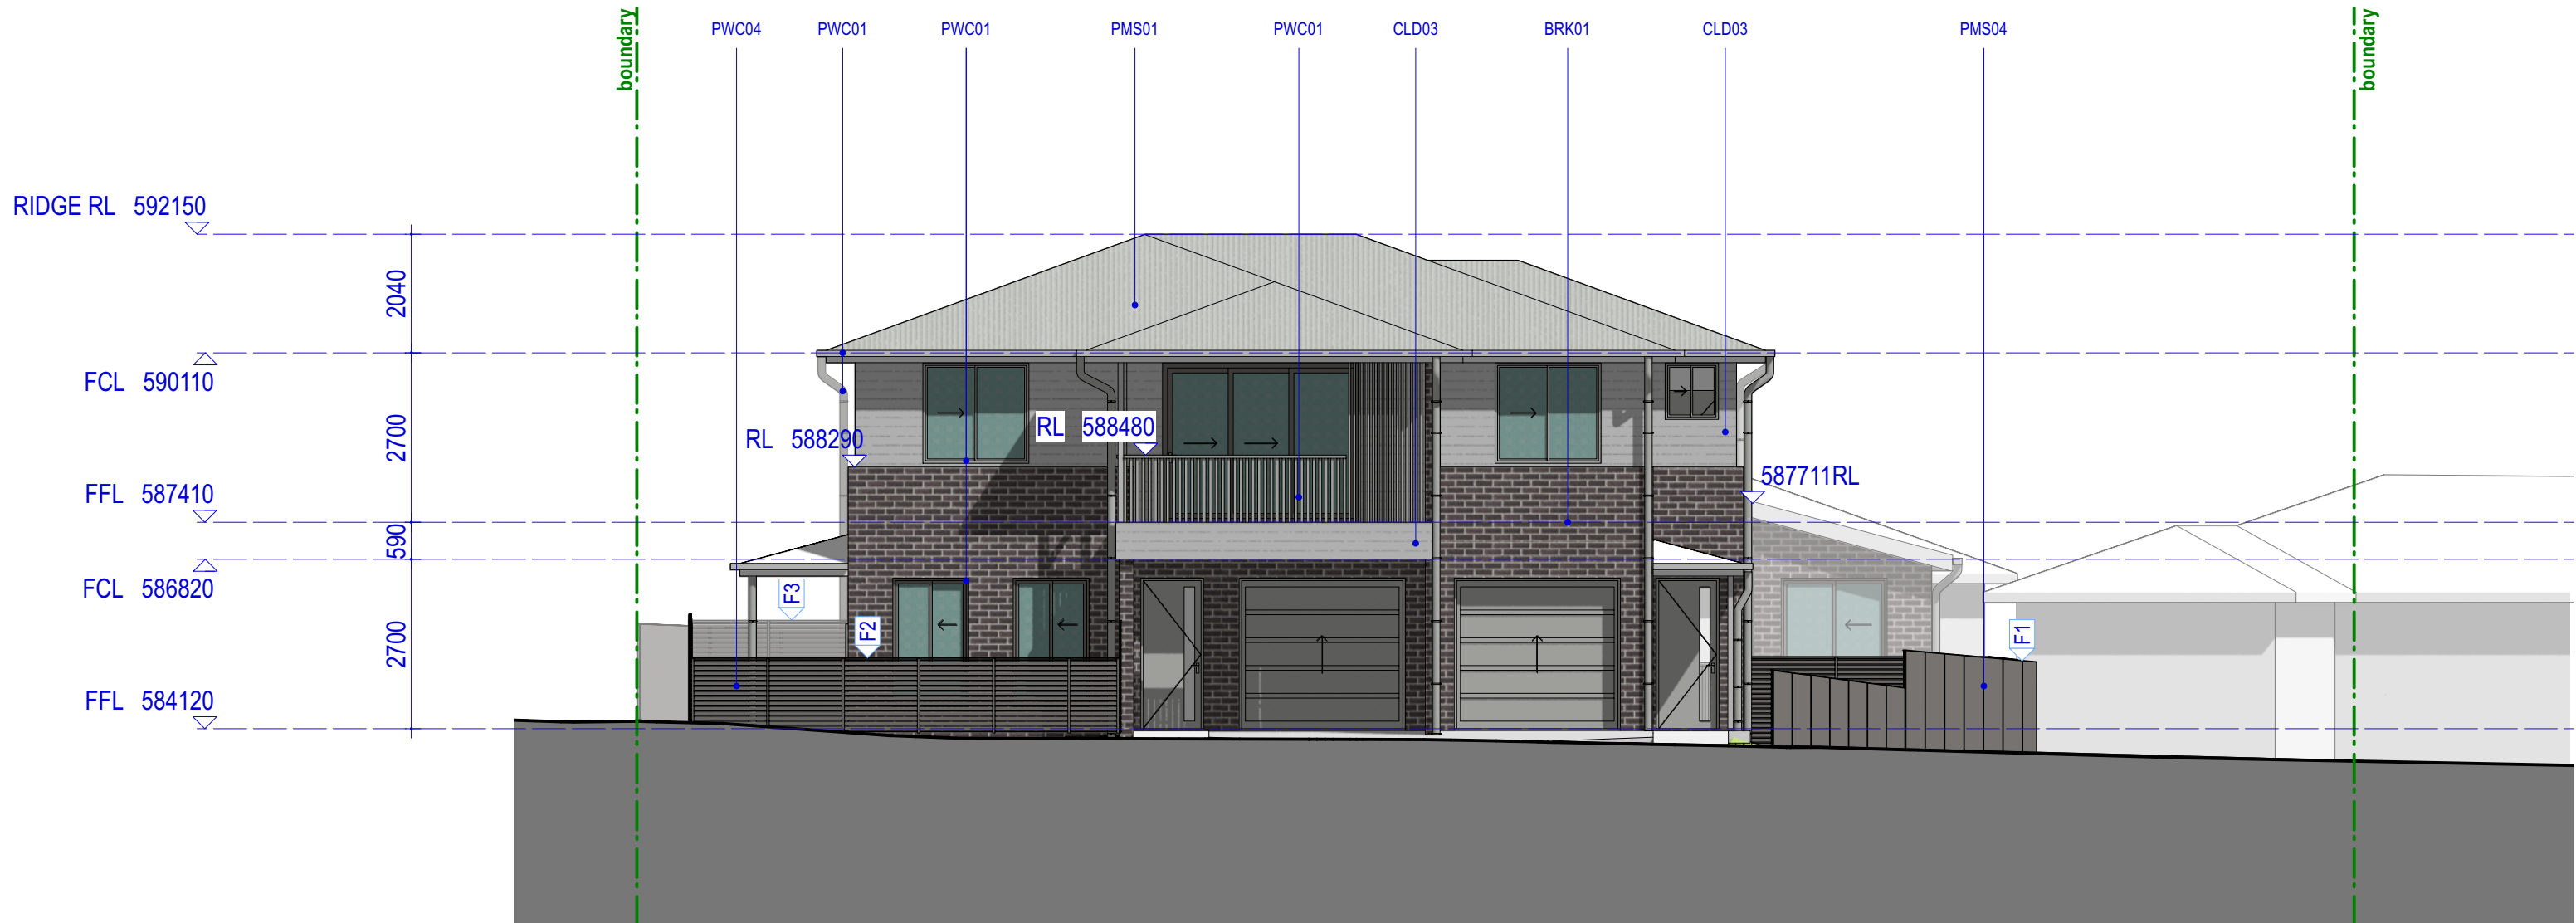 boundary
PWC04
PWC01
PWC01
PMS01
PWC01
CLD03
BRK01
CLD03
PMS04
boundary
RIDGE RL 592150
2040
FCL 590110
2700
RL 588290
RL 588480
587711RL
FFL 587410
590
FCL 586820
F3
F2
F1
2700
FFL 584120